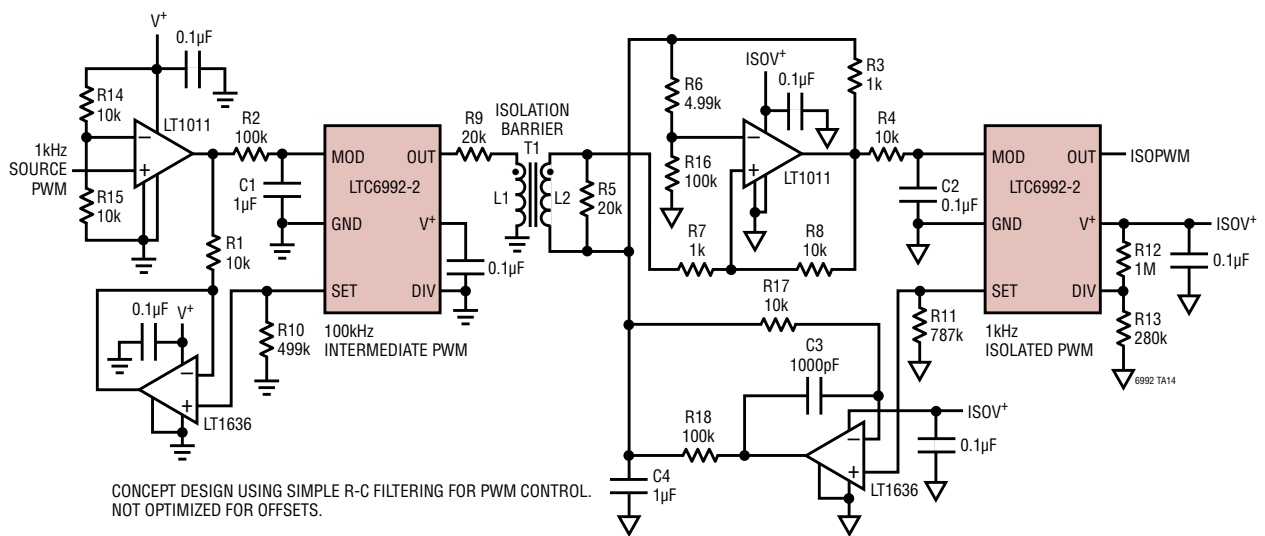 V+
0.1µF
R14
10k
LT1011
1kHz
SOURCE
PWM
R15
10k
R2
100k
C1
1µF
R1
10k
0.1µF
V+
LT1636
R10
499k
MOD
OUT
LTC6992-2
GND
V+
SET
DIV
100kHz
INTERMEDIATE PWM
0.1µF
R9
20k
ISOLATION
BARRIER
T1
L1
L2
R5
20k
R6
4.99k
R16
100k
ISOV+
0.1µF
LT1011
R3
1k
R4
10k
R7
1k
R8
10k
C2
0.1µF
R17
10k
C3
1000pF
R18
100k
C4
1µF
LT1636
ISOV+
0.1µF
MOD
OUT
LTC6992-2
GND
V+
SET
DIV
1kHz
ISOLATED PWM
R11
787k
ISOPWM
ISOV+
R12
1M
0.1µF
R13
280k
6992 TA14
CONCEPT DESIGN USING SIMPLE R-C FILTERING FOR PWM CONTROL.
NOT OPTIMIZED FOR OFFSETS.